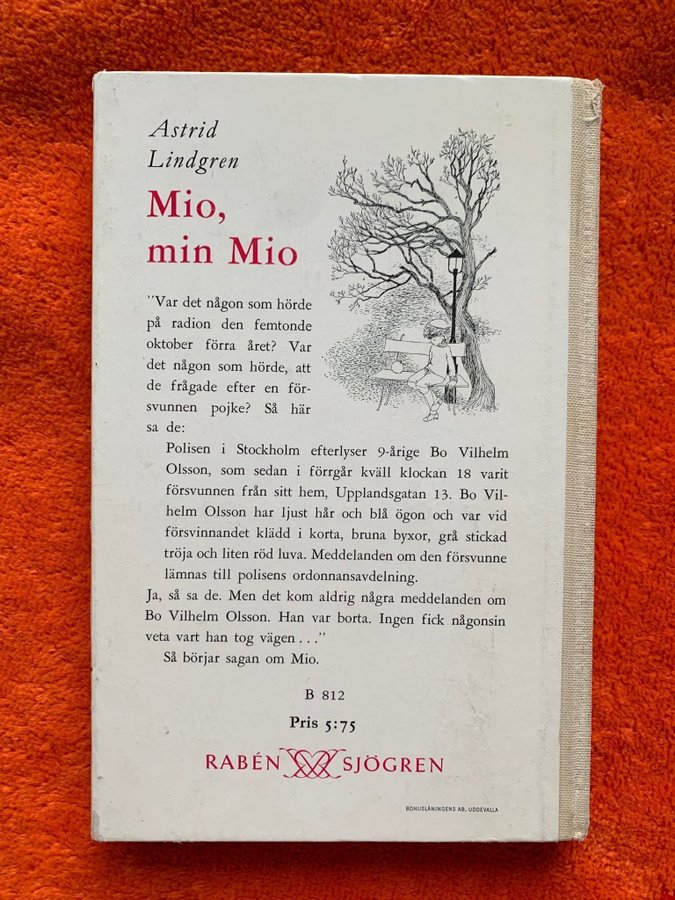 Astrid
Lindgren
Mio,
min Mio
"Var det någon som hörde
på radion den femtonde
oktober förra året? Var
det någon som hörde, att
de frågade efter en för-
svunnen pojke? Så här
sa de:
Polisen i Stockholm efterlyser 9-årige Bo Vilhelm
Olsson, som sedan i förrgår kväll klockan 18 varit
försvunnen från sitt hem, Upplandsgatan 13. Bo Vil-
helm Olsson har ljust hår och blå ögon och var vid
försvinnandet klädd i korta, bruna byxor, grå stickad
tröja och liten röd luva. Meddelanden om den försvunne
lämnas till polisens ordonnansavdelning.
Ja, så sa de. Men det kom aldrig några meddelanden om
Bo Vilhelm Olsson. Han var borta. Ingen fick någonsin
veta vart han tog vägen . . ."
Så börjar sagan om Mio.
B 812
Pris 5:75
RABÉN SJÖGREN
BOHUSLÄNINGENS AB, UDDEVALLA